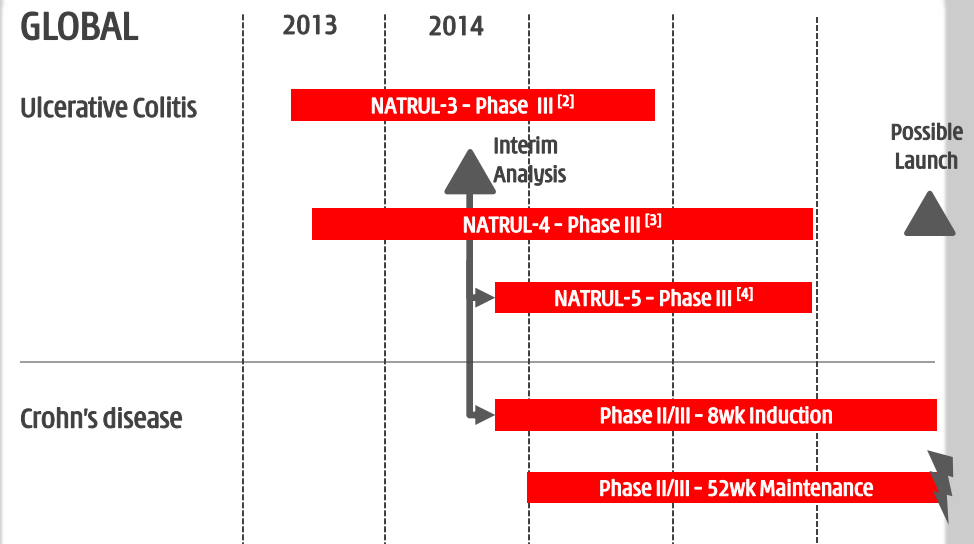 GLOBAL
2013
2014
Ulcerative Colitis
NATRUL-3 – Phase III [2]
Interim
Analysis
Possible
Launch
NATRUL-4 – Phase III [3]
NATRUL-5 – Phase III [4]
Crohn's disease
Phase II/III – 8wk Induction
Phase II/III – 52wk Maintenance